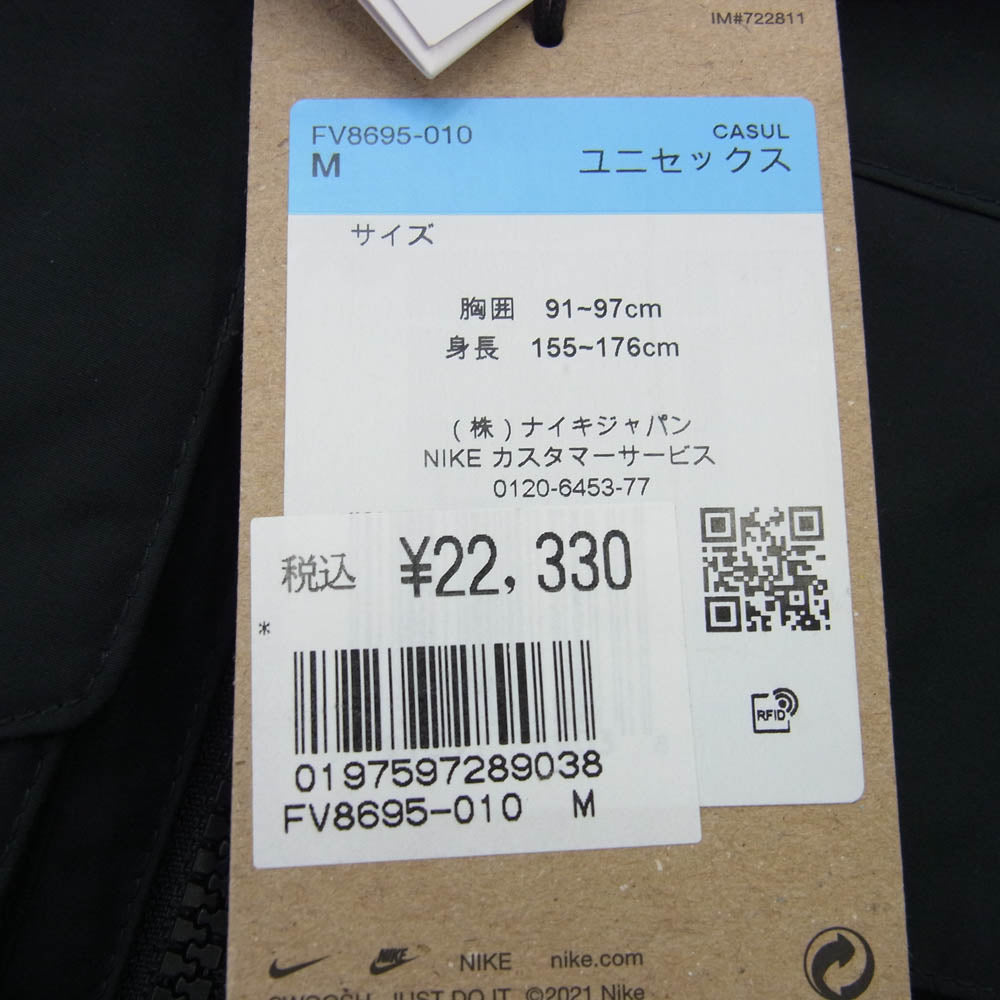 IM#722811
FV8695-010
CASUL
M
ユニセックス
サイズ
胸囲 91~97cm
身長 155~176cm
(株)ナイキジャパン
NIKE カスタマーサービス
0120-6453-77
税込 ¥22,330
*
0197597289038
FV8695-010 M
RFID
NIKE NIKE nike.com
SWOOSH JUST DO IT ©2021 Nike